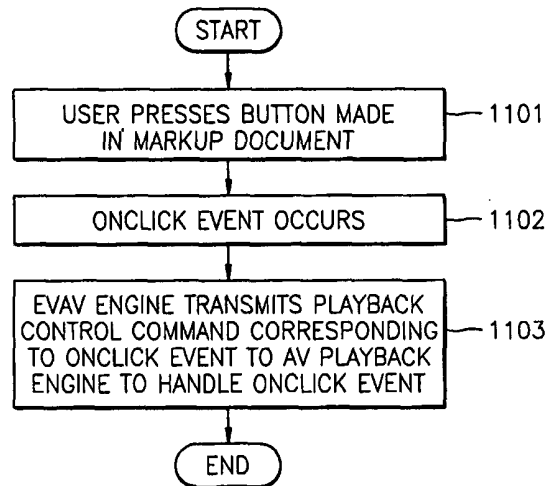 START
USER PRESSES BUTTON MADE
IN MARKUP DOCUMENT
1101
ONCLICK EVENT OCCURS
1102
EVAV ENGINE TRANSMITS PLAYBACK
CONTROL COMMAND CORRESPONDING
TO ONCLICK EVENT TO AV PLAYBACK
ENGINE TO HANDLE ONCLICK EVENT
1103
END